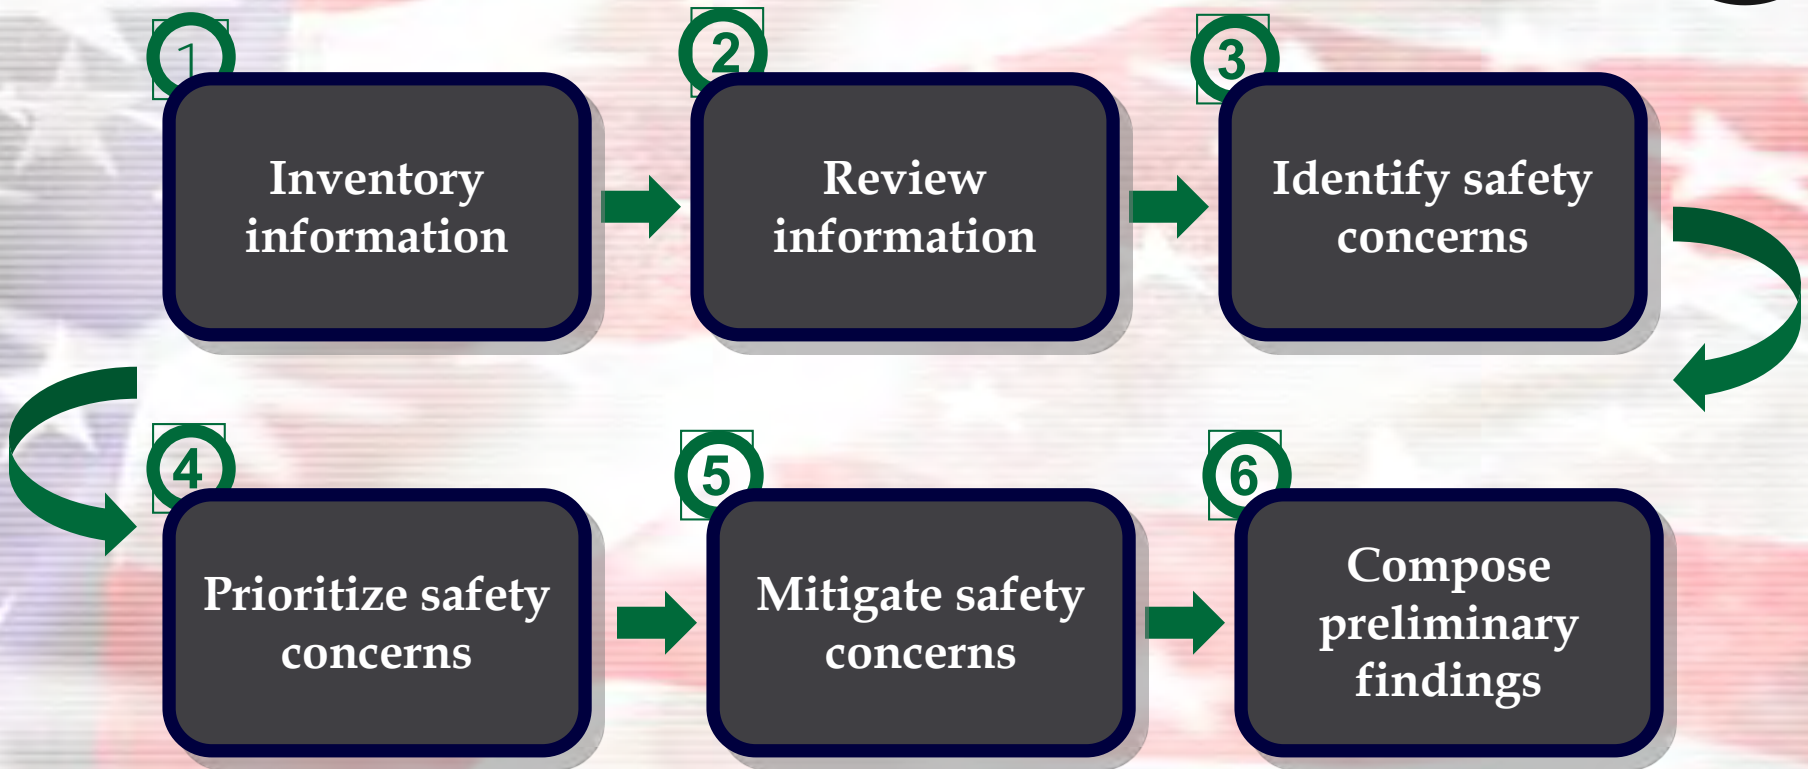 1
Inventory
information
2
Review
information
3
Identify safety
concerns
4
Prioritize safety
concerns
5
Mitigate safety
concerns
6
Compose
preliminary
findings